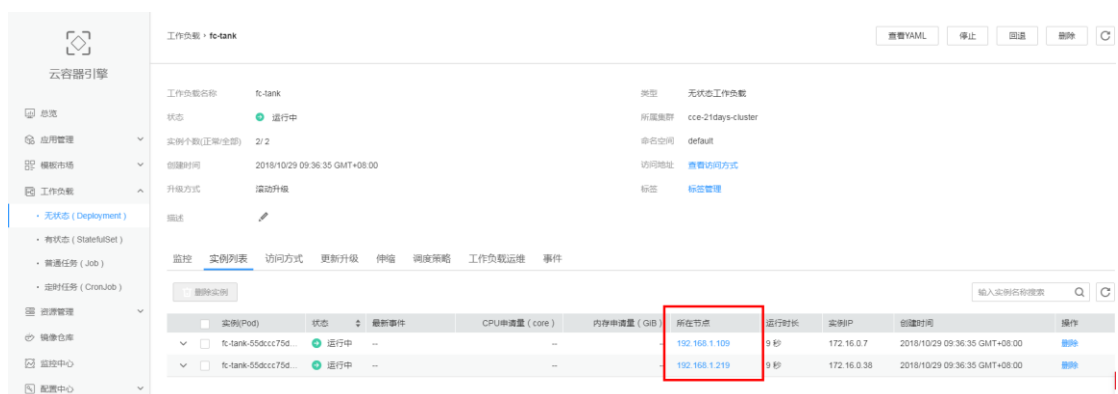 工作负载 › fc-tank
查看YAML 停止 回退 删除
云容器引擎
总览
应用管理
模板市场
工作负载
• 无状态 ( Deployment )
• 有状态 ( StatefulSet )
• 普通任务 ( Job )
• 定时任务 ( CronJob )
资源管理
镜像仓库
监控中心
配置中心
工作负载名称 fc-tank 类型 无状态工作负载
状态 运行中 所属集群 cce-21days-cluster
实例个数(正常/全部) 2/ 2 命名空间 default
创建时间 2018/10/29 09:36:35 GMT+08:00 访问地址 查看访问方式
升级方式 滚动升级 标签 标签管理
描述
监控 实例列表 访问方式 更新升级 伸缩 调度策略 工作负载运维 事件
删除实例 输入实例名称搜索
实例(Pod) 状态 最新事件 CPU申请量 ( core ) 内存申请量 ( GiB ) 所在节点 运行时长 实例IP 创建时间 操作
fc-tank-55dccc75d... 运行中 -- -- -- 192.168.1.109 9 秒 172.16.0.7 2018/10/29 09:36:35 GMT+08:00 删除
fc-tank-55dccc75d... 运行中 -- -- -- 192.168.1.219 9 秒 172.16.0.38 2018/10/29 09:36:35 GMT+08:00 删除